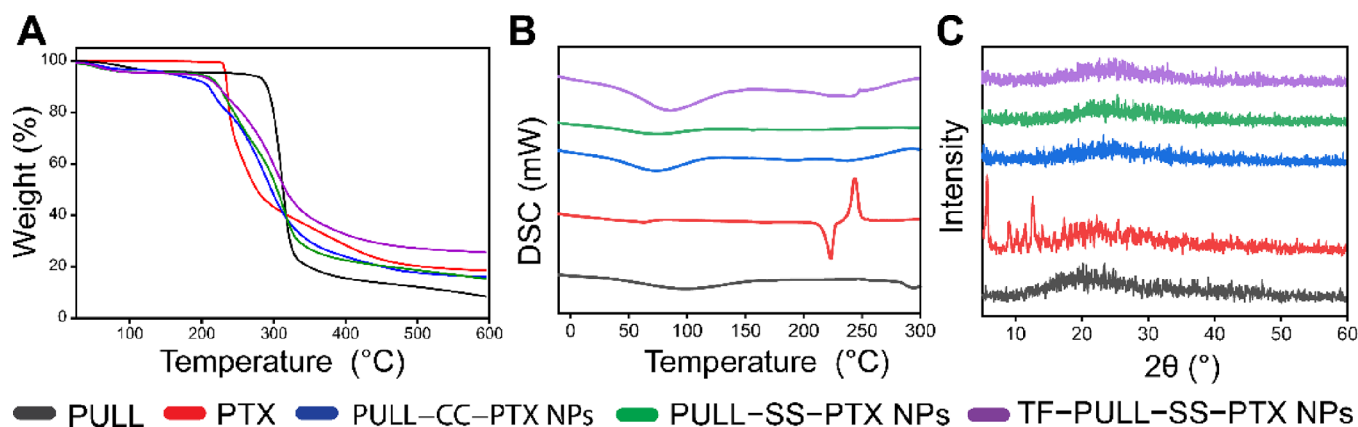 A
Weight (%)
100
80
60
40
20
0
100 200 300 400 500 600
Temperature (°C)
B
DSC (mW)
0 50 100 150 200 250 300
Temperature (°C)
C
Intensity
10 20 30 40 50 60
2θ (°)
PULL PTX PULL–CC–PTX NPs PULL–SS–PTX NPs TF–PULL–SS–PTX NPs